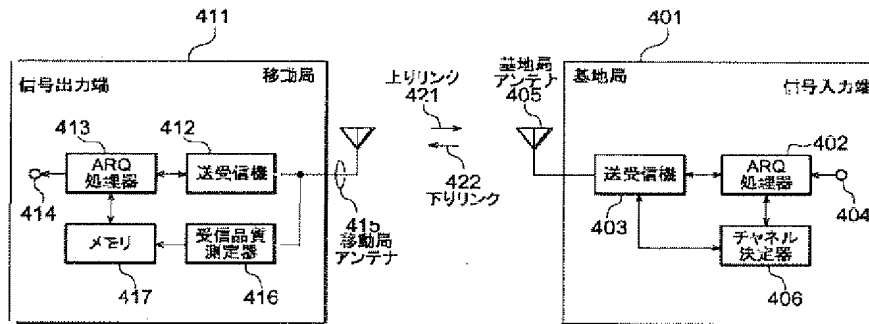 411
401
信号出力端
移動局
上りリンク
421
基地局
アンテナ
405
基地局
信号入力端
413
412
402
ARQ
処理器
送受信機
送受信機
ARQ
処理器
414
422
下りリンク
403
404
415
移動局
アンテナ
メモリ
受信品質
測定器
チャネル
決定器
417
416
406